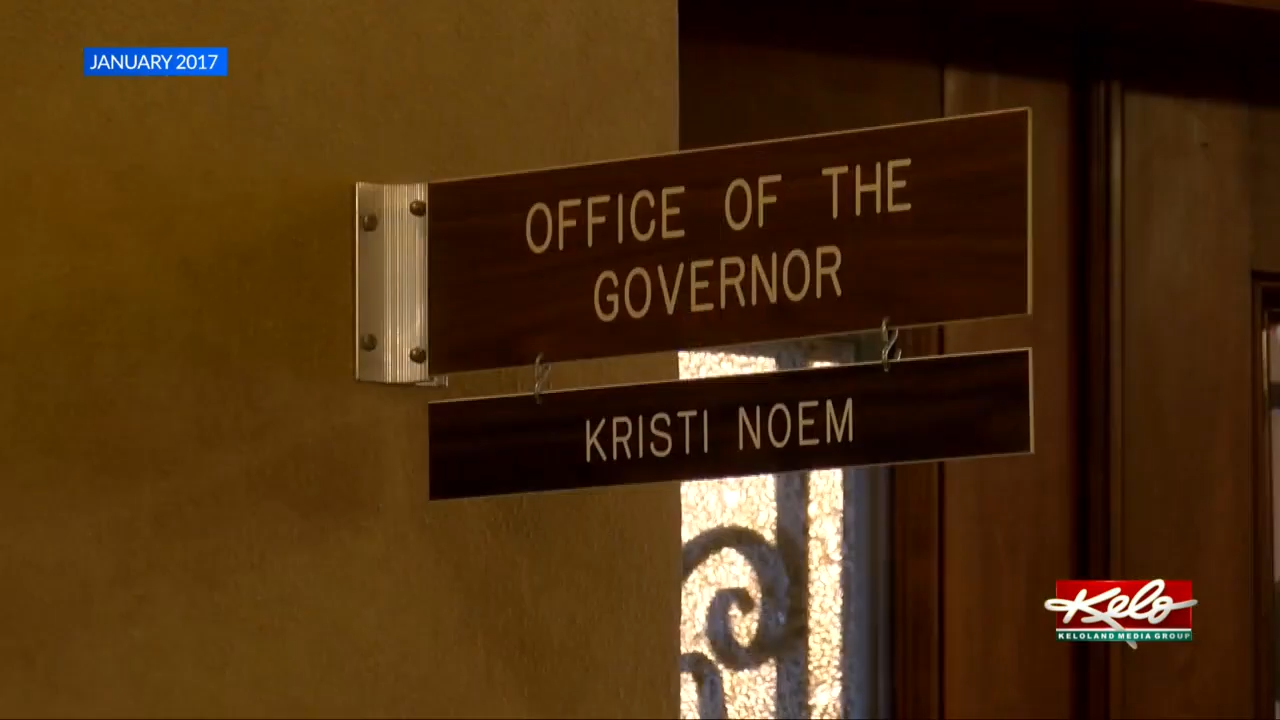 JANUARY 2017
OFFICE OF THE
GOVERNOR
KRISTI NOEM
Kelo
KELOLAND MEDIA GROUP